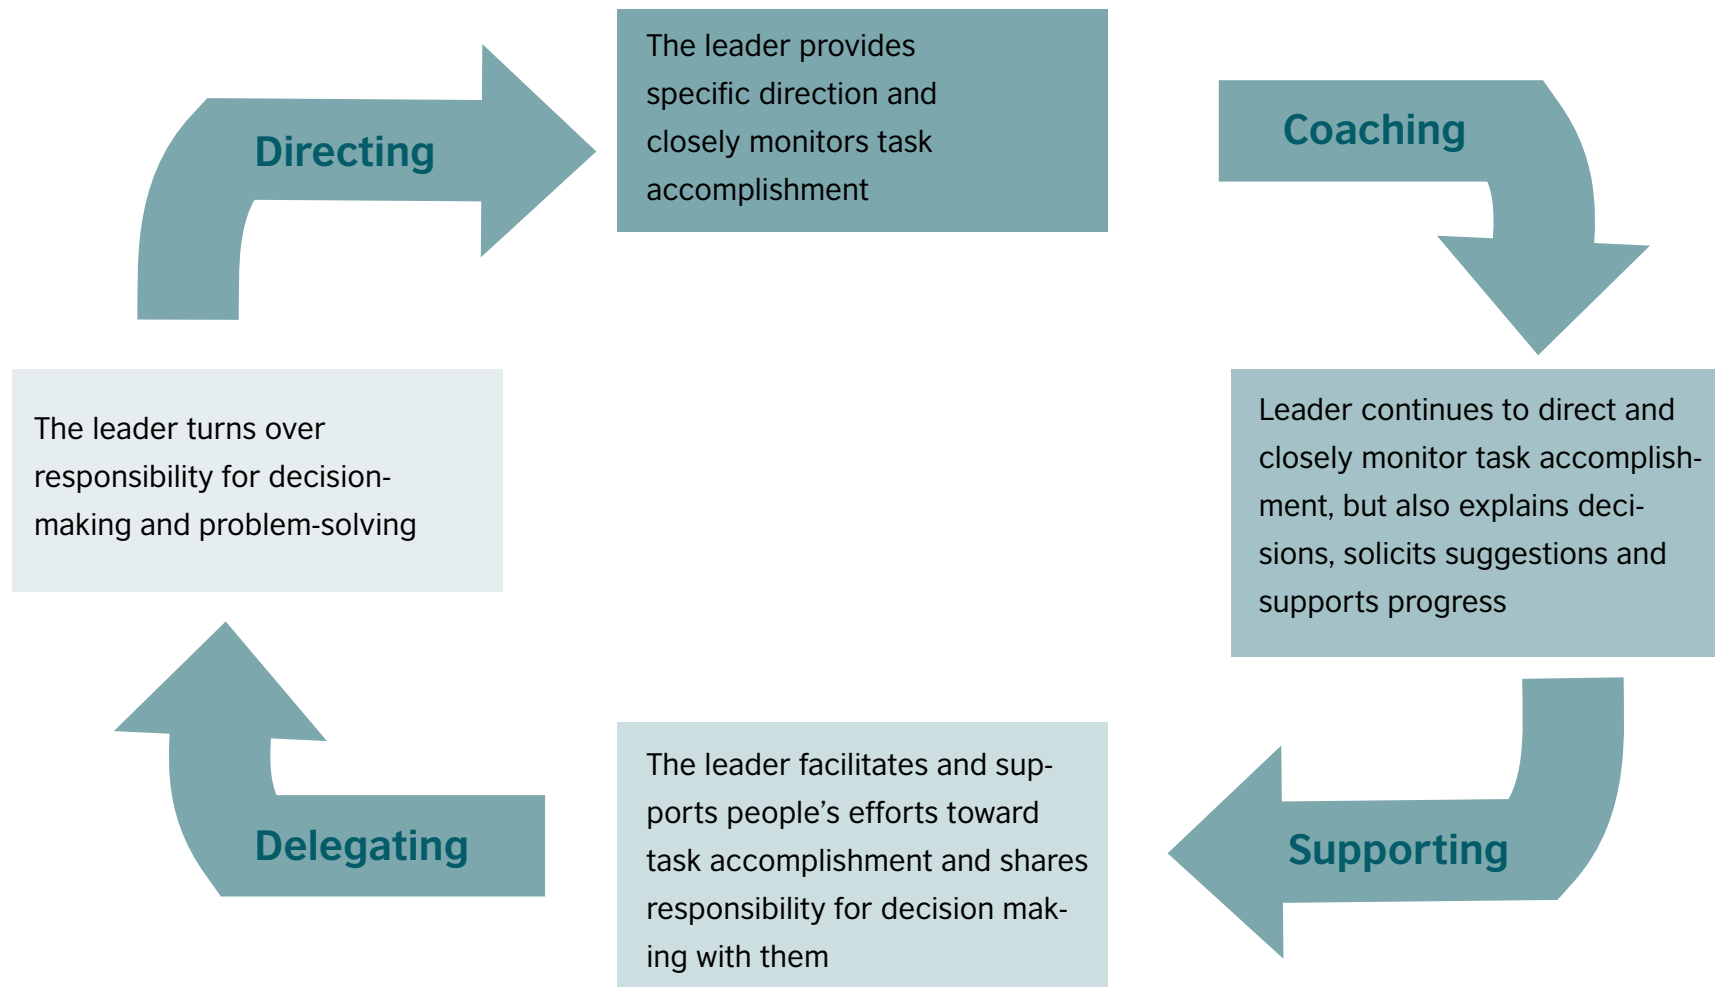 Directing
The leader provides
specific direction and
closely monitors task
accomplishment
Coaching
Leader continues to direct and
closely monitor task accomplish-
ment, but also explains deci-
sions, solicits suggestions and
supports progress
Supporting
The leader facilitates and sup-
ports people’s efforts toward
task accomplishment and shares
responsibility for decision mak-
ing with them
Delegating
The leader turns over
responsibility for decision-
making and problem-solving